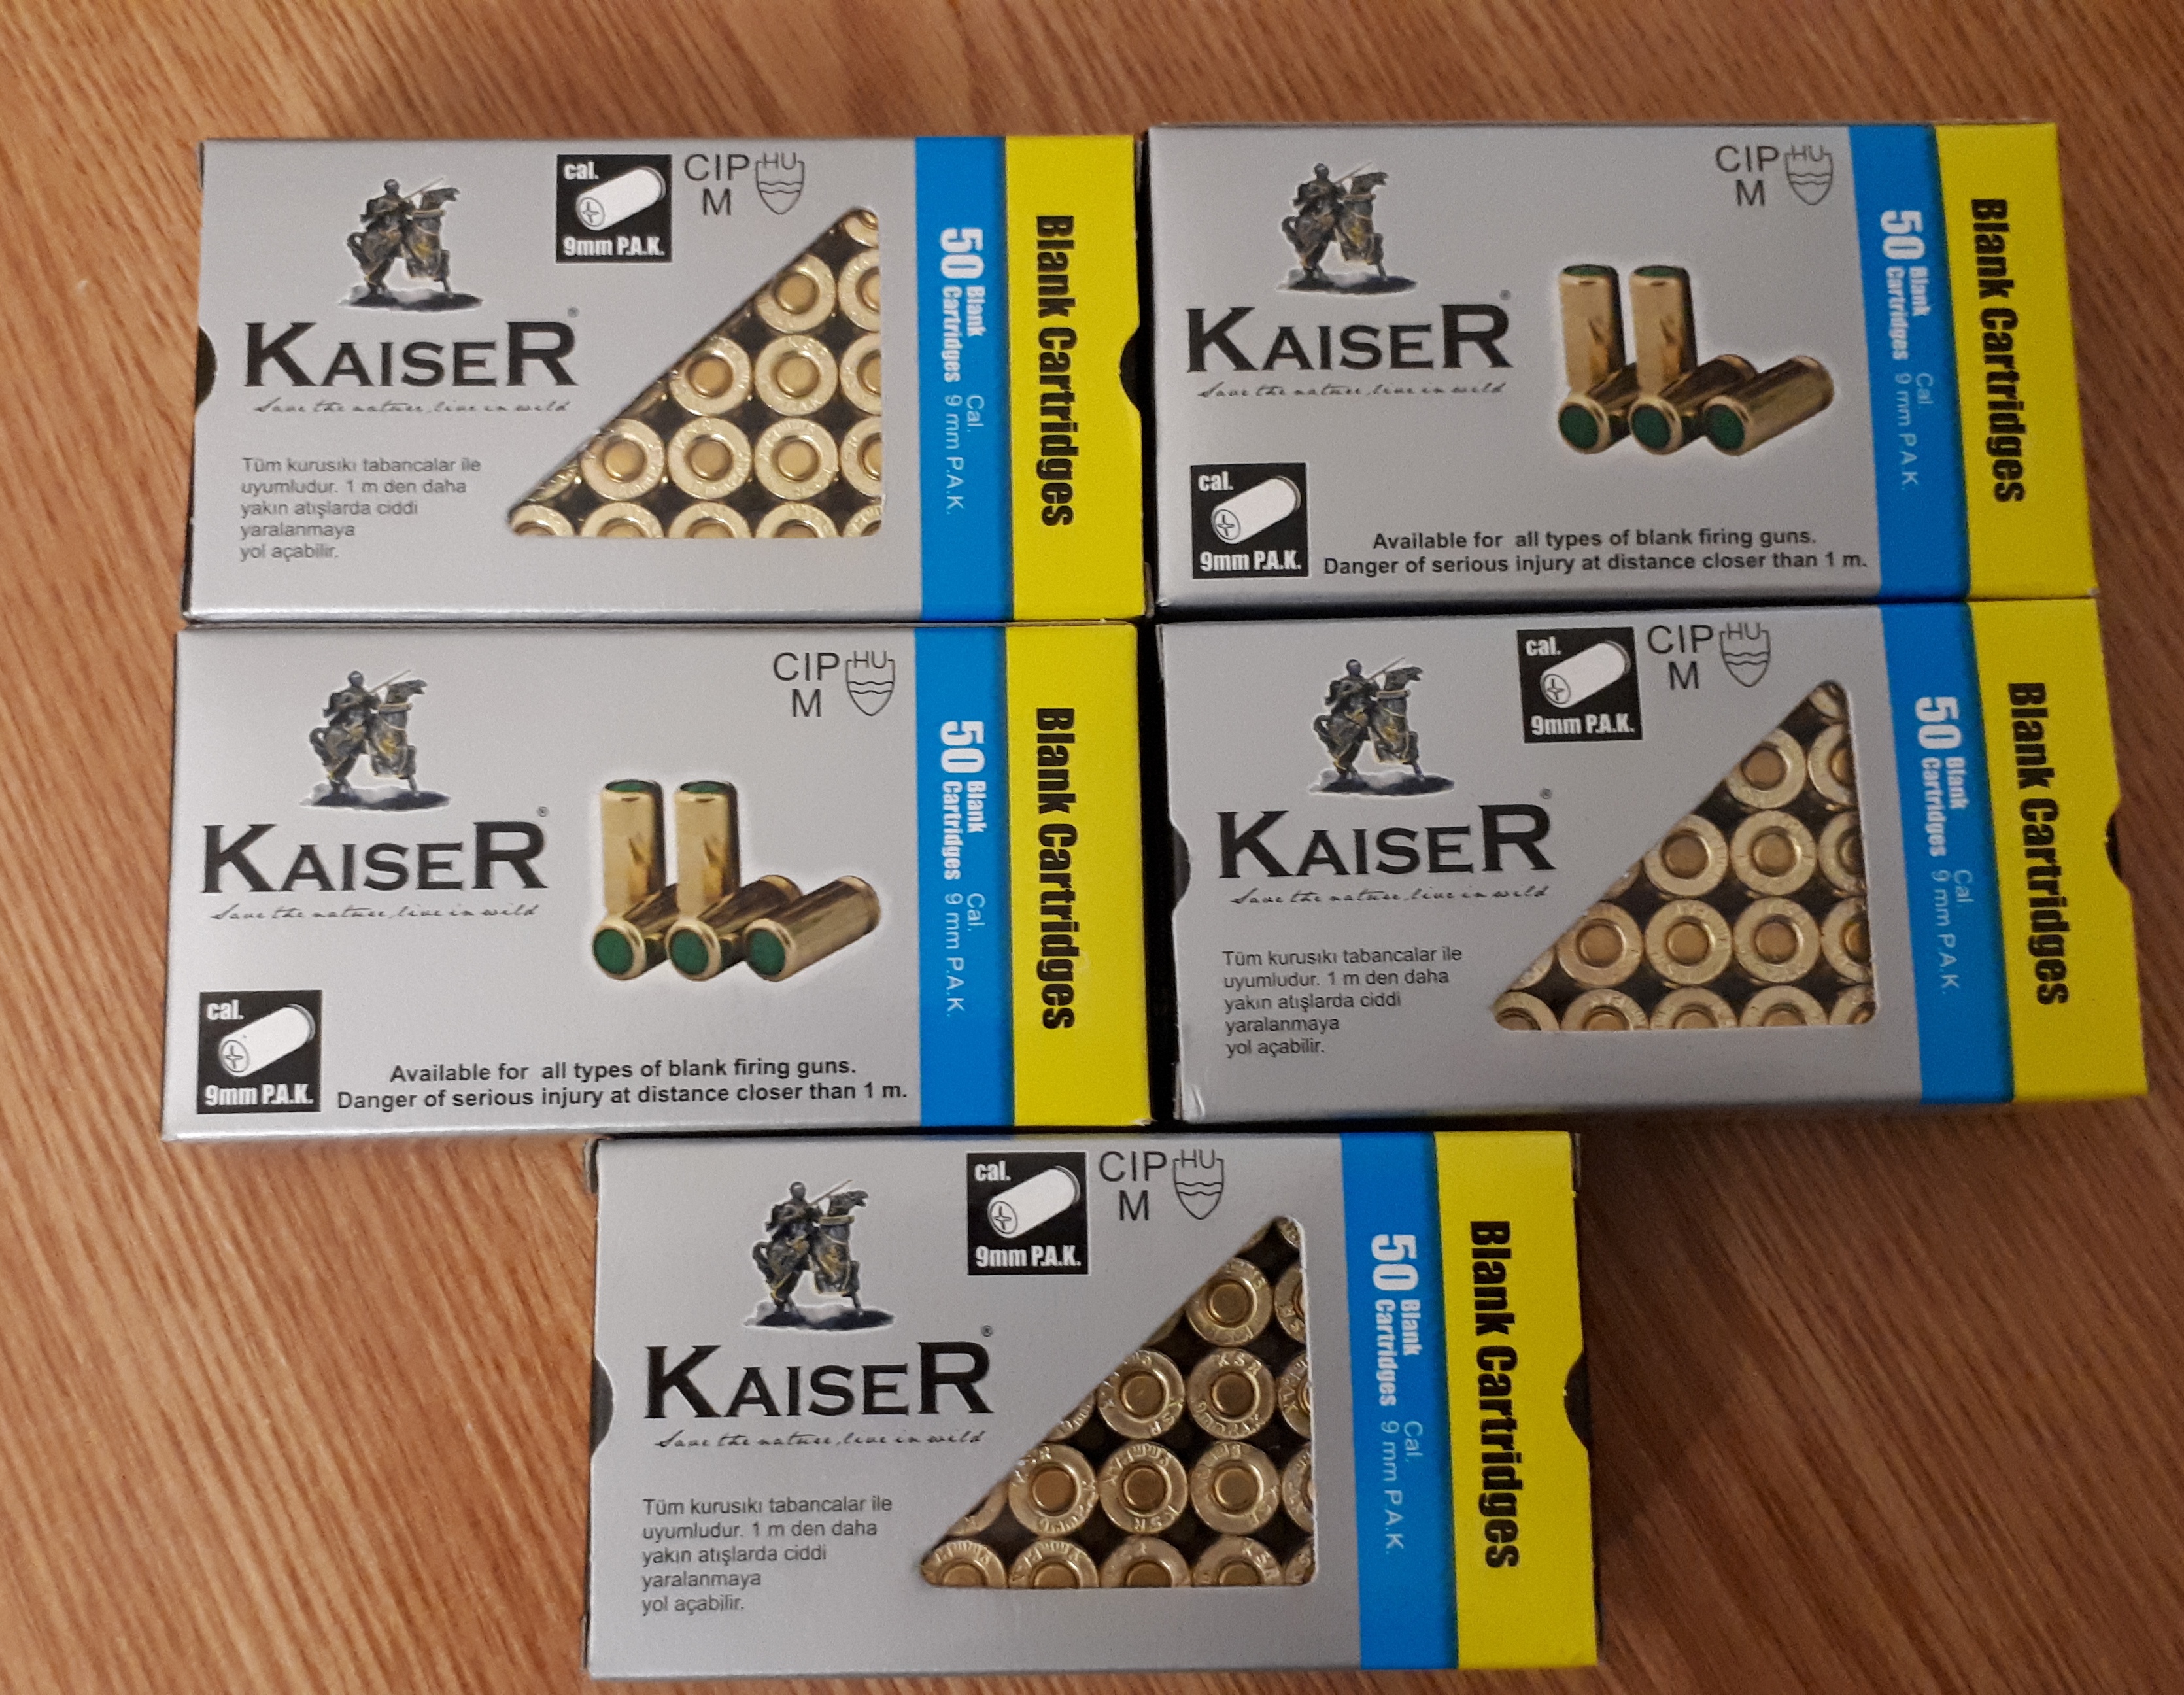 cal.
9mm P.A.K.
CIP
M
HU
KAISER®
Save the nature, live in wild
Tüm kurusıkı tabancalar ile
uyumludur. 1 m den daha
yakın atışlarda ciddi
yaralanmaya
yol açabilir.
50 Blank Cartridges
Cal. 9 mm P.A.K.
Blank Cartridges
CIP
M
HU
KAISER®
Save the nature, live in wild
cal.
9mm P.A.K.
Available for all types of blank firing guns.
Danger of serious injury at distance closer than 1 m.
50 Blank Cartridges
Cal. 9 mm P.A.K.
Blank Cartridges
CIP
M
HU
KAISER®
Save the nature, live in wild
cal.
9mm P.A.K.
Available for all types of blank firing guns.
Danger of serious injury at distance closer than 1 m.
50 Blank Cartridges
Cal. 9 mm P.A.K.
Blank Cartridges
cal.
9mm P.A.K.
CIP
M
HU
KAISER®
Save the nature, live in wild
Tüm kurusıkı tabancalar ile
uyumludur. 1 m den daha
yakın atışlarda ciddi
yaralanmaya
yol açabilir.
50 Blank Cartridges
Cal. 9 mm P.A.K.
Blank Cartridges
cal.
9mm P.A.K.
CIP
M
HU
KAISER®
Save the nature, live in wild
Tüm kurusıkı tabancalar ile
uyumludur. 1 m den daha
yakın atışlarda ciddi
yaralanmaya
yol açabilir.
KSR
KSR
KSR
50 Blank Cartridges
Cal. 9 mm P.A.K.
Blank Cartridges